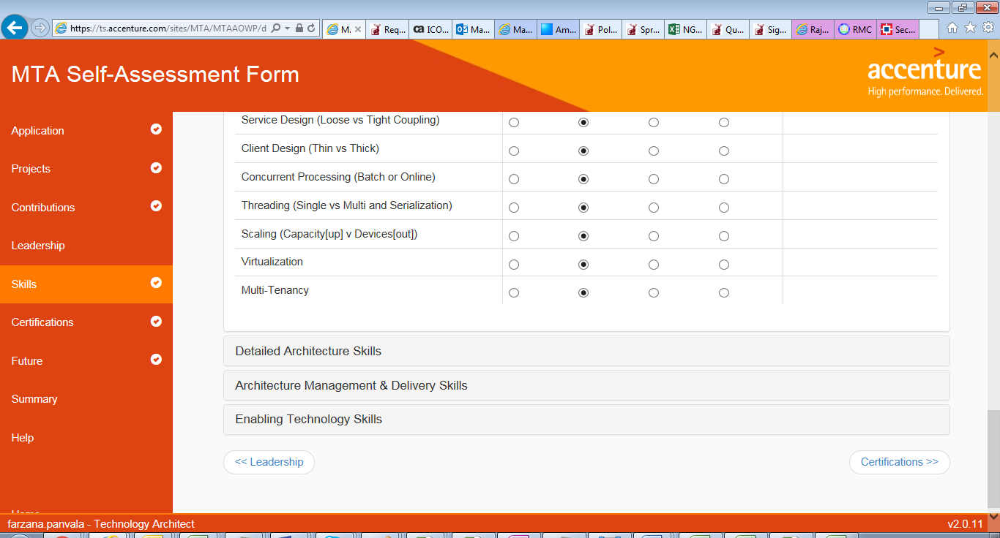 https://ts.accenture.com/sites/MTA/MTAAOWP/d
M.
Req...
ca ICO...
Ma...
Ma...
Am...
Pol...
Spr...
NG...
Qu...
Sig...
Raj...
RMC
Sec...
MTA Self-Assessment Form
>
accenture
High performance. Delivered.
Application
Projects
Contributions
Leadership
Skills
Certifications
Future
Summary
Help
Service Design (Loose vs Tight Coupling)
Client Design (Thin vs Thick)
Concurrent Processing (Batch or Online)
Threading (Single vs Multi and Serialization)
Scaling (Capacity[up] v Devices[out])
Virtualization
Multi-Tenancy
Detailed Architecture Skills
Architecture Management & Delivery Skills
Enabling Technology Skills
<< Leadership
Certifications >>
farzana.panvala - Technology Architect
v2.0.11